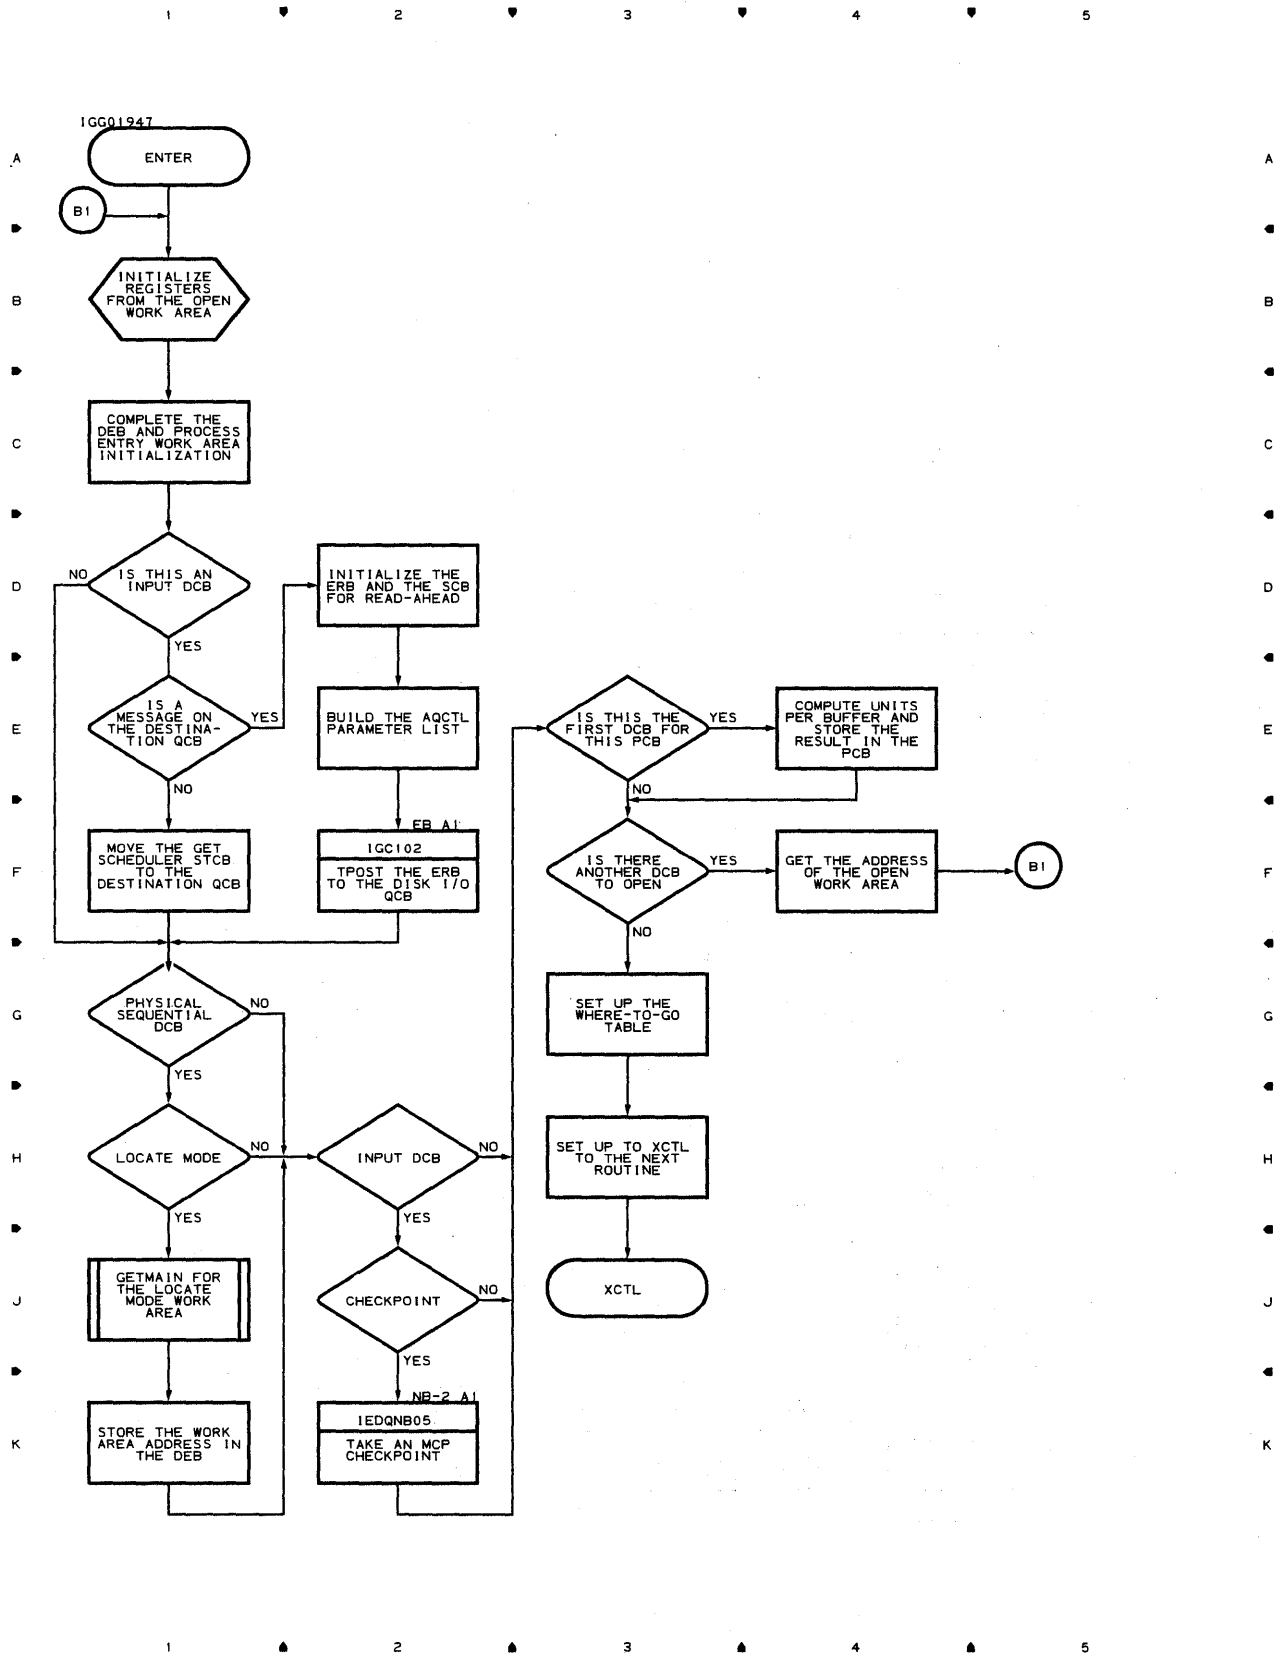 1 2 3 4 5
IGG01947
A ENTER A
B1
INITIALIZE
REGISTERS
B FROM THE OPEN B
WORK AREA
COMPLETE THE
DEB AND PROCESS
C ENTRY WORK AREA C
INITIALIZATION
NO
IS THIS AN
D INPUT DCB D
YES
INITIALIZE THE
ERB AND THE SCB
FOR READ-AHEAD
IS A
MESSAGE ON
E THE DESTINA- E
TION QCB
YES
NO
BUILD THE AQCTL
PARAMETER LIST
IS THIS THE
FIRST DCB FOR
THIS PCB
YES
NO
COMPUTE UNITS
PER BUFFER AND
STORE THE
RESULT IN THE
PCB
MOVE THE GET
SCHEDULER STCB
F TO THE F
DESTINATION QCB
EB A1
IGC102
TPOST THE ERB
TO THE DISK I/O
QCB
IS THERE
ANOTHER DCB
TO OPEN
YES
NO
GET THE ADDRESS
OF THE OPEN
WORK AREA
B1
PHYSICAL
SEQUENTIAL
G DCB G
NO
YES
SET UP THE
WHERE-TO-GO
TABLE
H LOCATE MODE H
NO
YES
INPUT DCB
NO
YES
SET UP TO XCTL
TO THE NEXT
ROUTINE
GETMAIN FOR
THE LOCATE
J MODE WORK J
AREA
CHECKPOINT
NO
YES
XCTL
STORE THE WORK
K AREA ADDRESS IN K
THE DEB
NB-2 A1
IEDQNB05
TAKE AN MCP
CHECKPOINT
1 2 3 4 5